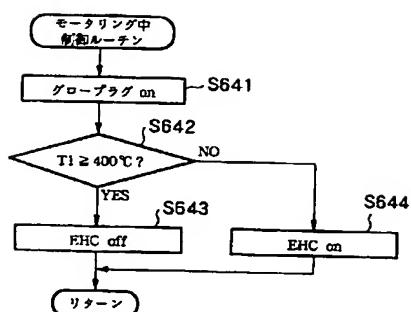 モータリング中
制御ルーチン
グロープラグ on
S641
S642
T1≧400℃?
NO
YES
S643
S644
EHC off
EHC on
リターン